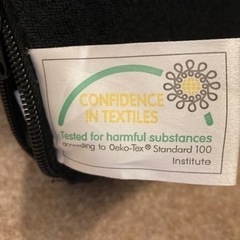 CONFIDENCE
IN TEXTILES
Tested for harmful substances
according to Oeko-Tex® Standard 100
Institute